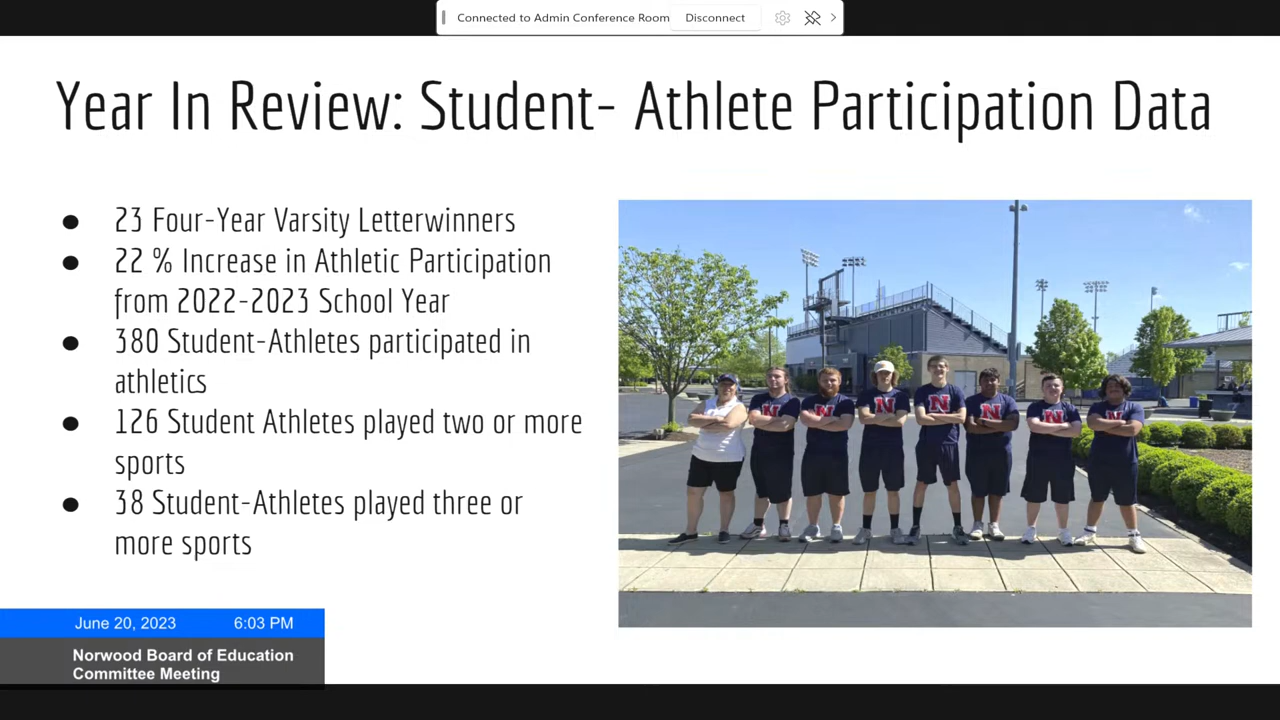 Connected to Admin Conference Room Disconnect
Year In Review: Student- Athlete Participation Data
● 23 Four-Year Varsity Letterwinners
● 22 % Increase in Athletic Participation
from 2022-2023 School Year
● 380 Student-Athletes participated in
athletics
● 126 Student Athletes played two or more
sports
● 38 Student-Athletes played three or
more sports
N N N N N N N
June 20, 2023 6:03 PM
Norwood Board of Education
Committee Meeting